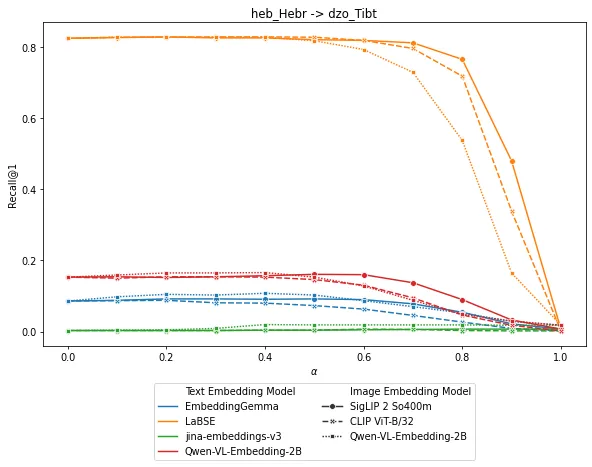 heb_Hebr -> dzo_Tibt
Recall@1
0.8
0.6
0.4
0.2
0.0
0.0 0.2 0.4 0.6 0.8 1.0
α
Text Embedding Model
EmbeddingGemma
LaBSE
jina-embeddings-v3
Qwen-VL-Embedding-2B
Image Embedding Model
SigLIP 2 So400m
CLIP ViT-B/32
Qwen-VL-Embedding-2B